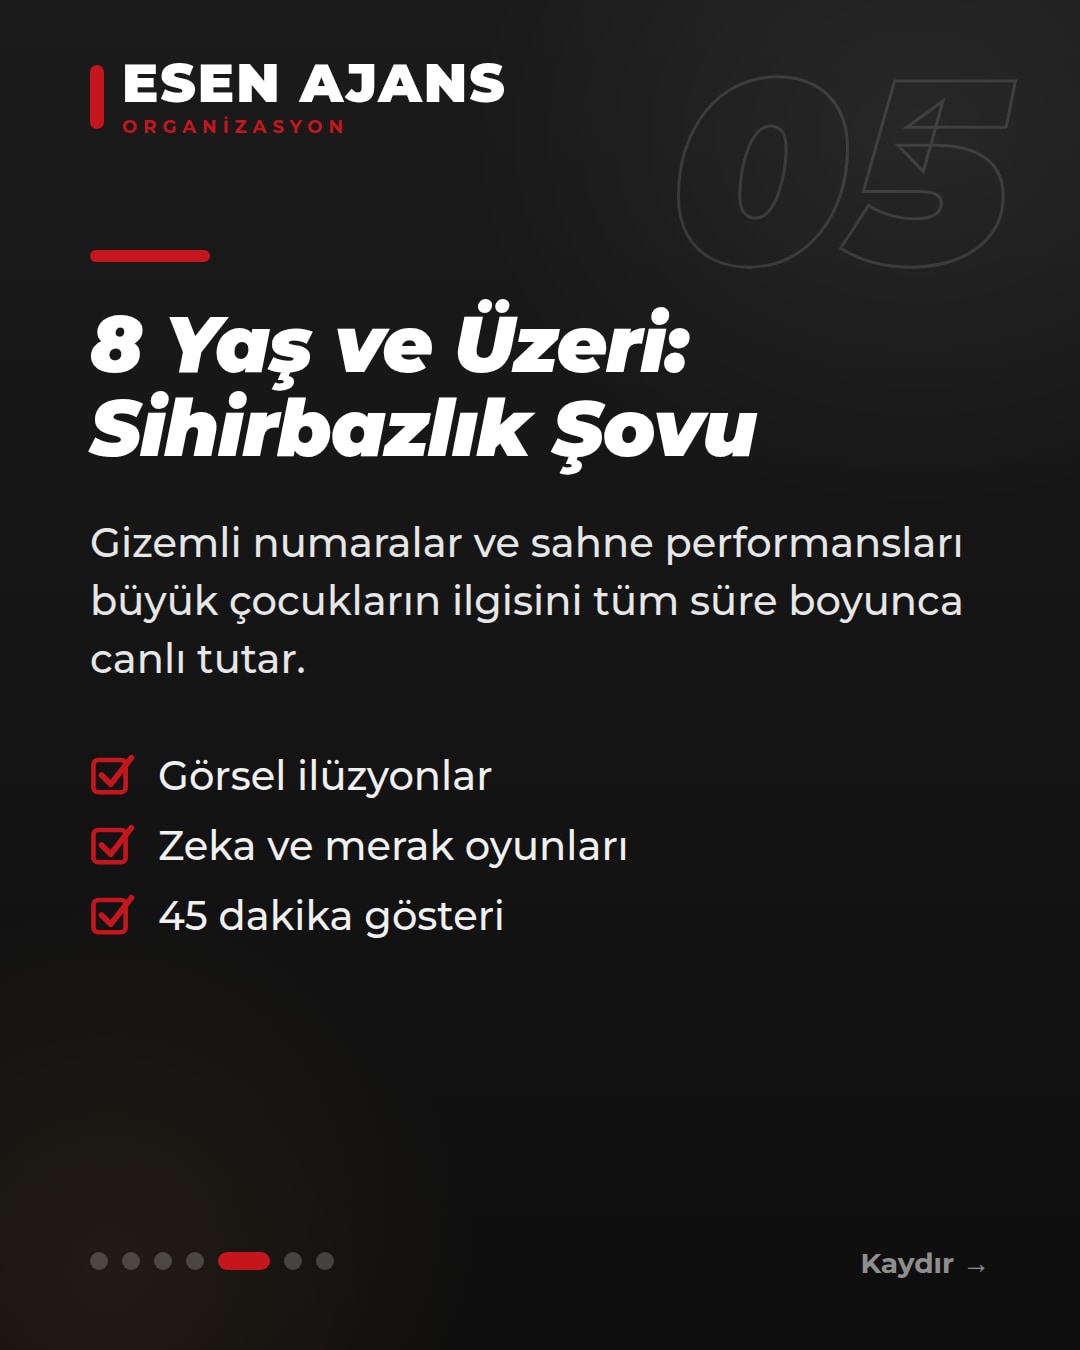 ESEN AJANS
ORGANİZASYON
05
8 Yaş ve Üzeri:
Sihirbazlık Şovu
Gizemli numaralar ve sahne performansları
büyük çocukların ilgisini tüm süre boyunca
canlı tutar.
Görsel ilüzyonlar
Zeka ve merak oyunları
45 dakika gösteri
Kaydır →